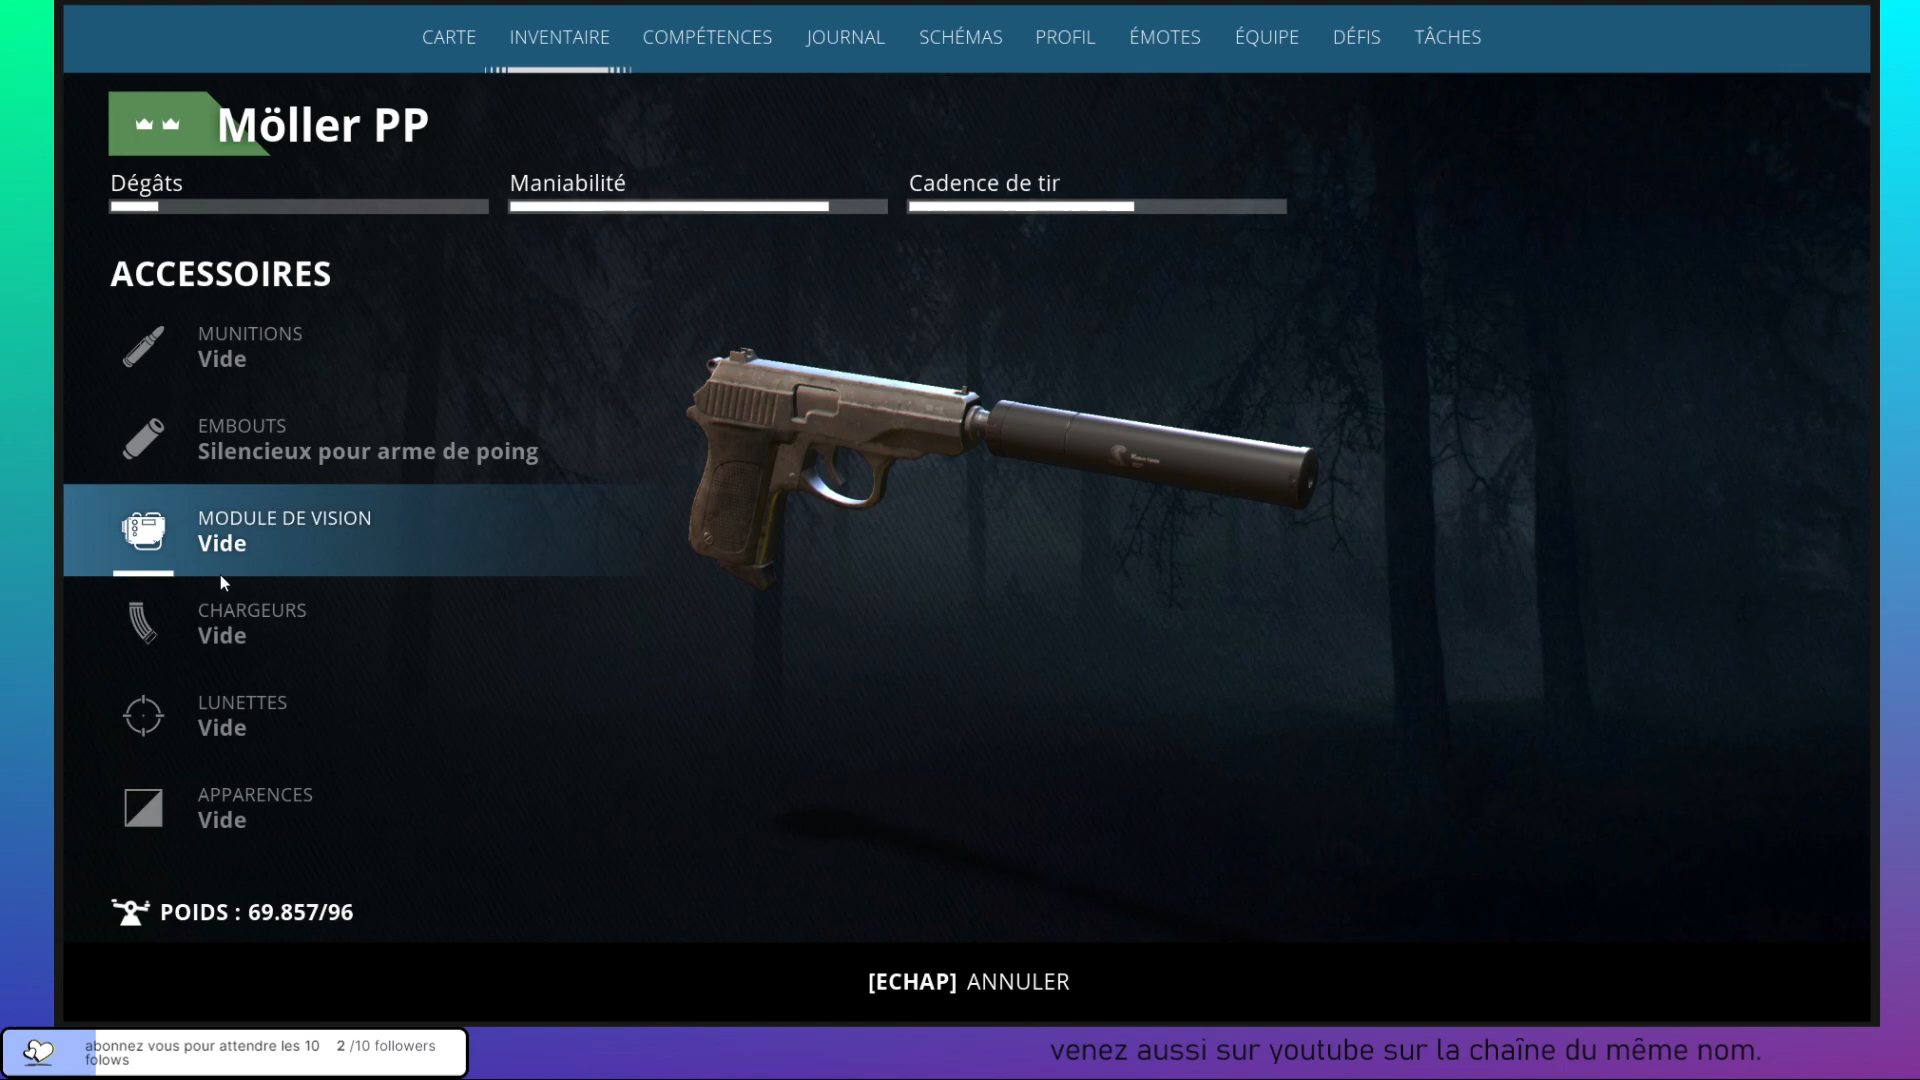 CARTE INVENTAIRE COMPÉTENCES JOURNAL SCHÉMAS PROFIL ÉMOTES ÉQUIPE DÉFIS TÂCHES
Möller PP
Dégâts Maniabilité Cadence de tir
ACCESSOIRES
MUNITIONS
Vide
EMBOUTS
Silencieux pour arme de poing
MODULE DE VISION
Vide
CHARGEURS
Vide
LUNETTES
Vide
APPARENCES
Vide
POIDS : 69.857/96
[ECHAP] ANNULER
abonnez vous pour attendre les 10 folows 2 /10 followers
venez aussi sur youtube sur la chaîne du même nom.